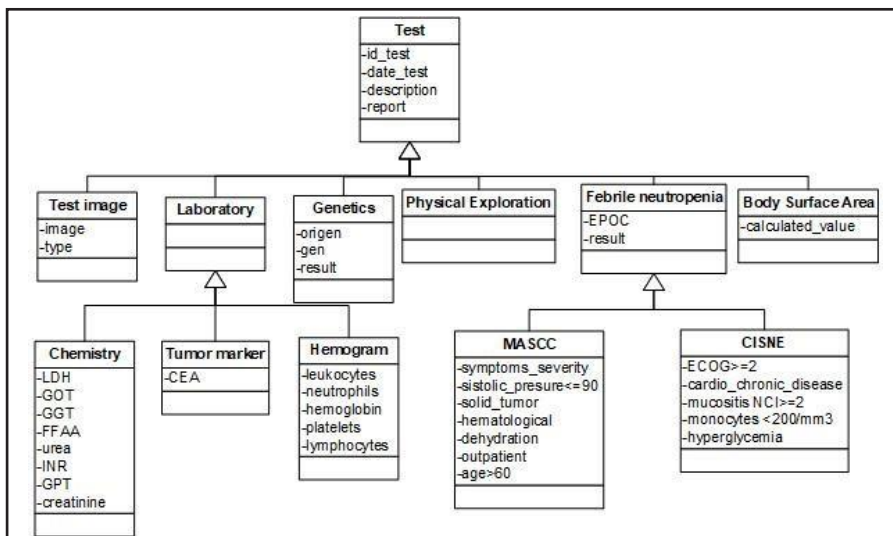 Test
-id_test
-date_test
-description
-report
Test image
-image
-type
Laboratory
Genetics
-origen
-gen
-result
Physical Exploration
Febrile neutropenia
-EPOC
-result
Body Surface Area
-calculated_value
Chemistry
-LDH
-GOT
-GGT
-FFAA
-urea
-INR
-GPT
-creatinine
Tumor marker
-CEA
Hemogram
-leukocytes
-neutrophils
-hemoglobin
-platelets
-lymphocytes
MASCC
-symptoms_severity
-sistolic_presure<=90
-solid_tumor
-hematological
-dehydration
-outpatient
-age>60
CISNE
-ECOG>=2
-cardio_chronic_disease
-mucositis NCI>=2
-monocytes <200/mm3
-hyperglycemia